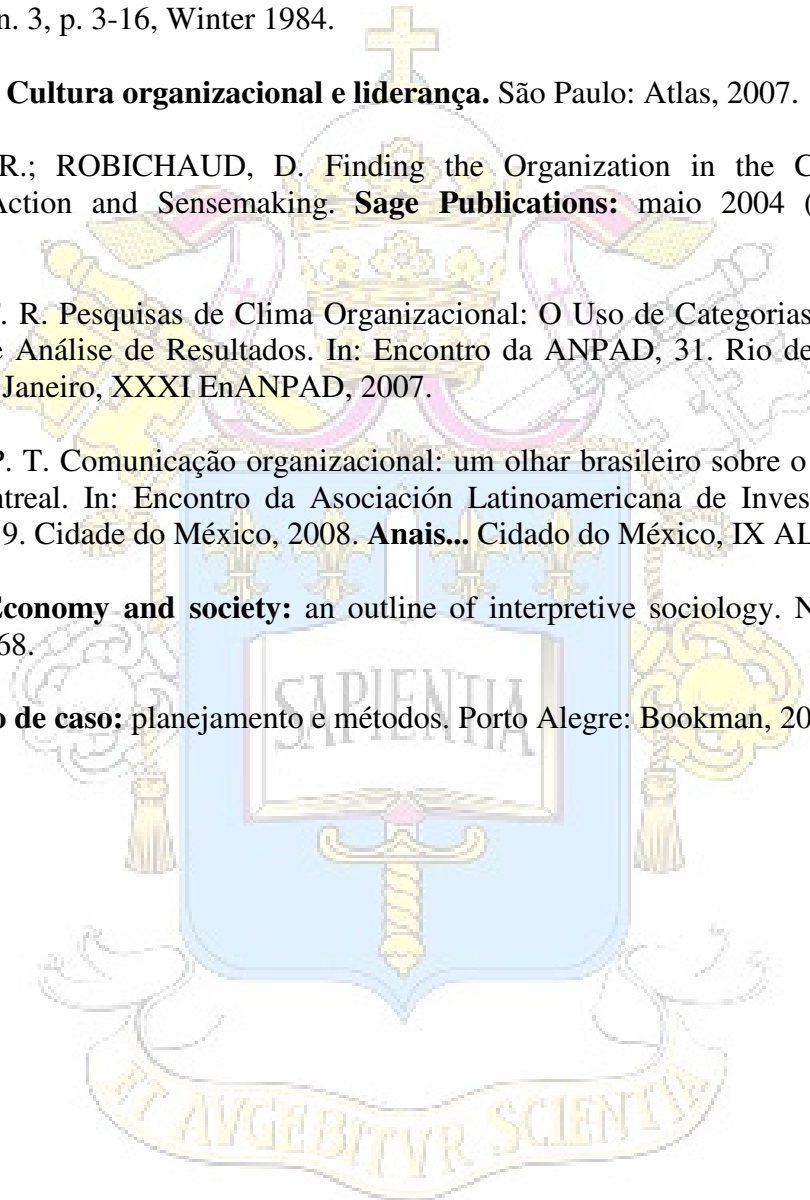 n. 3, p. 3-16, Winter 1984.
Cultura organizacional e liderança. São Paulo: Atlas, 2007.
R.; ROBICHAUD, D. Finding the Organization in the C
Action and Sensemaking. Sage Publications: maio 2004 (
. R. Pesquisas de Clima Organizacional: O Uso de Categorias
e Análise de Resultados. In: Encontro da ANPAD, 31. Rio de
Janeiro, XXXI EnANPAD, 2007.
P. T. Comunicação organizacional: um olhar brasileiro sobre o
ntreal. In: Encontro da Asociación Latinoamericana de Inves
9. Cidade do México, 2008. Anais... Cidado do México, IX AL
Economy and society: an outline of interpretive sociology. N
68.
o de caso: planejamento e métodos. Porto Alegre: Bookman, 20
SAPIENTIA
ET AVGEBITVR SCIENTIA